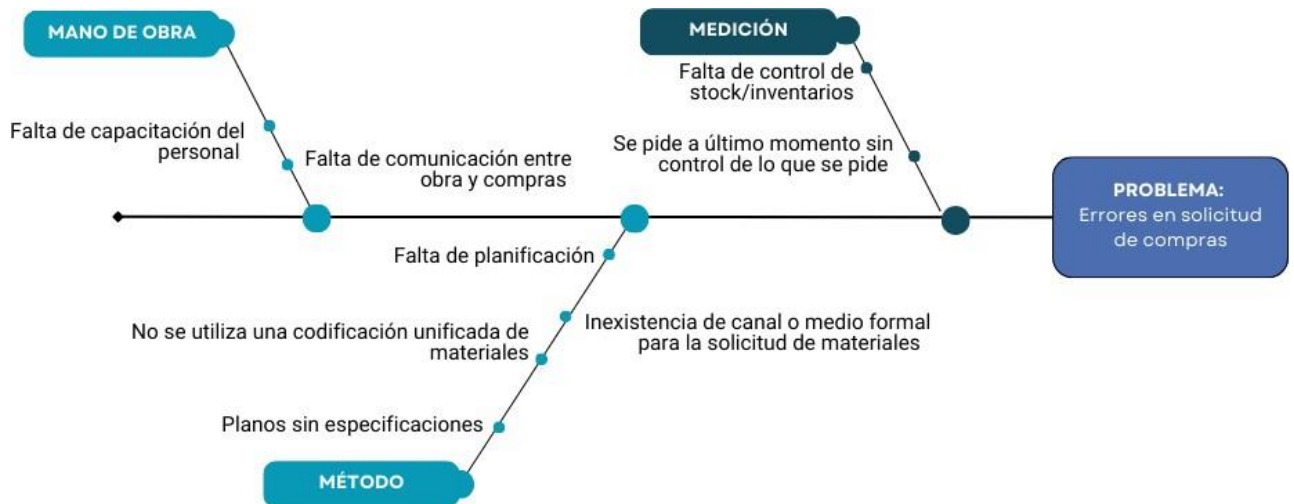 MANO DE OBRA
MEDICIÓN
Falta de control de
stock/inventarios
Falta de capacitación del
personal
Falta de comunicación entre
obra y compras
Se pide a último momento sin
control de lo que se pide
PROBLEMA:
Errores en solicitud
de compras
Falta de planificación
No se utiliza una codificación unificada de
materiales
Inexistencia de canal o medio formal
para la solicitud de materiales
Planos sin especificaciones
MÉTODO